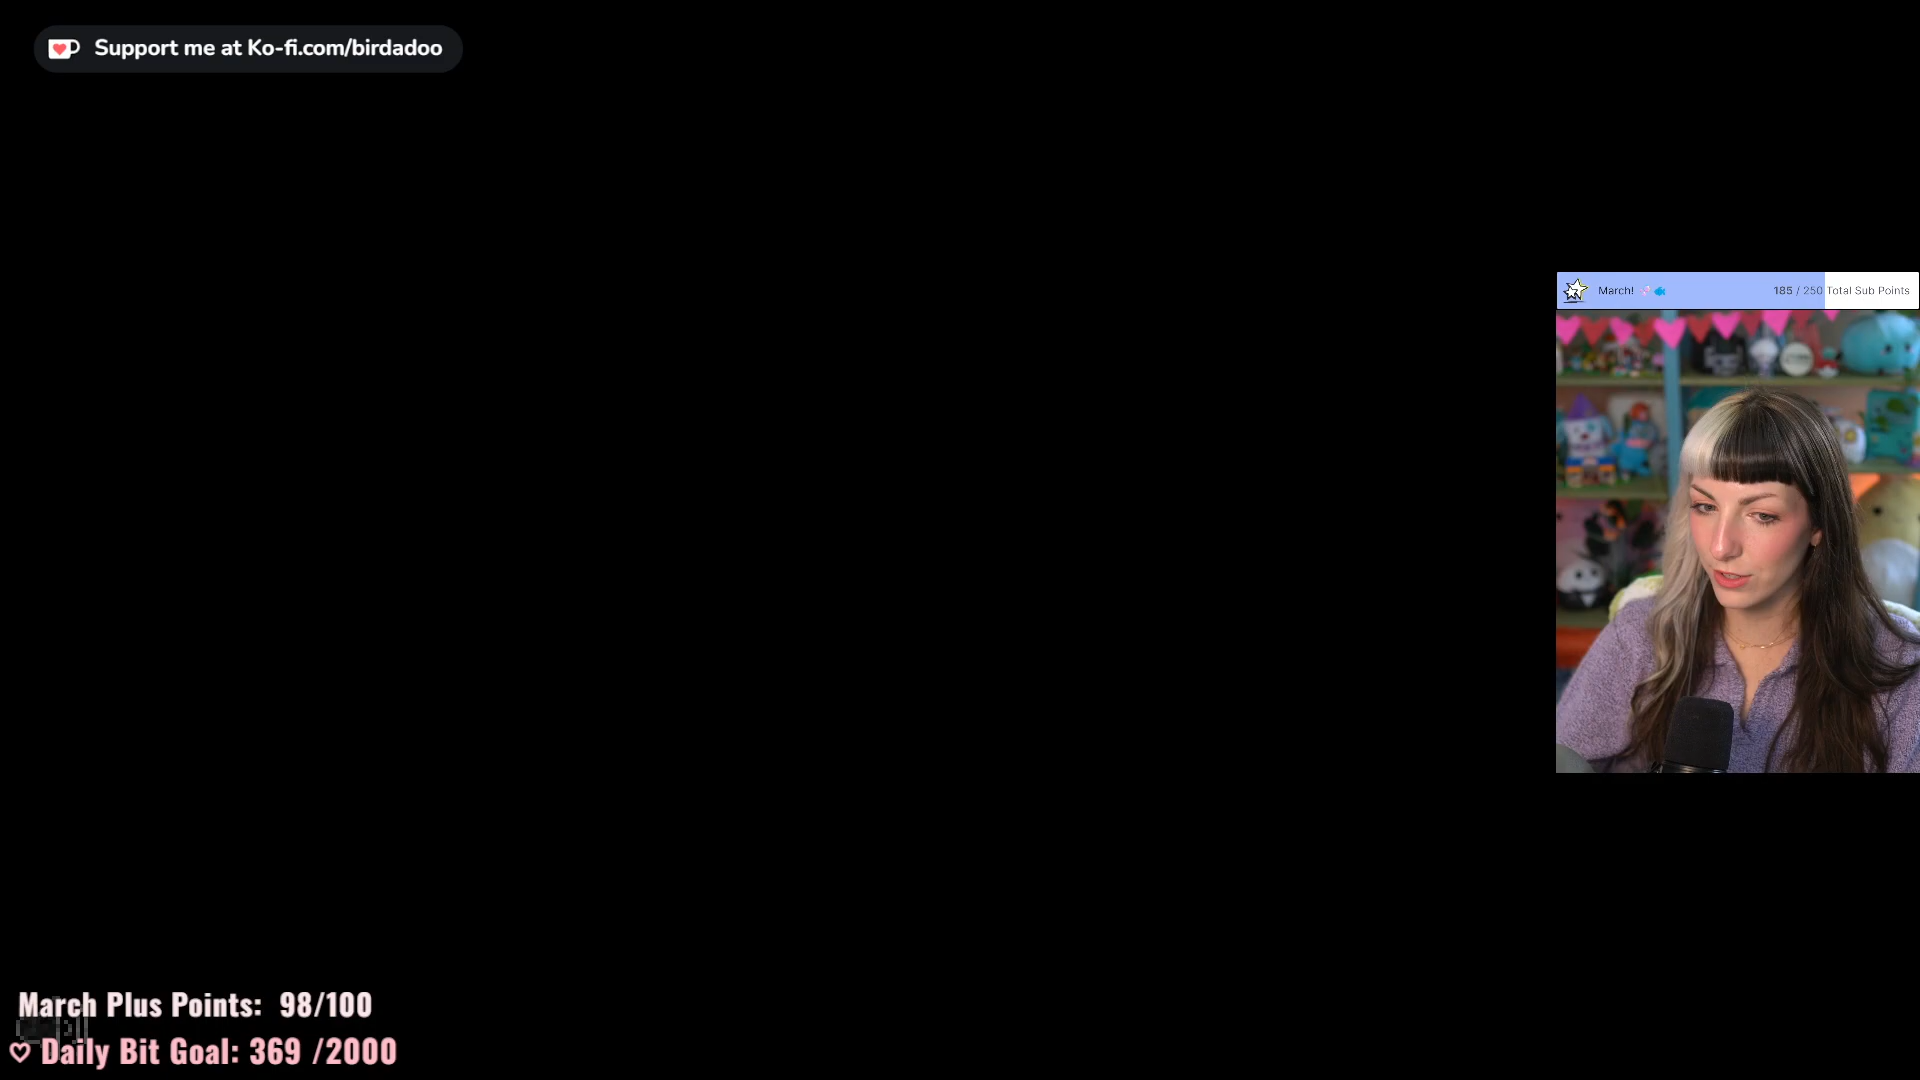 Support me at Ko-fi.com/birdadoo
March! 185 / 250 Total Sub Points
March Plus Points: 98/100
Daily Bit Goal: 369 /2000